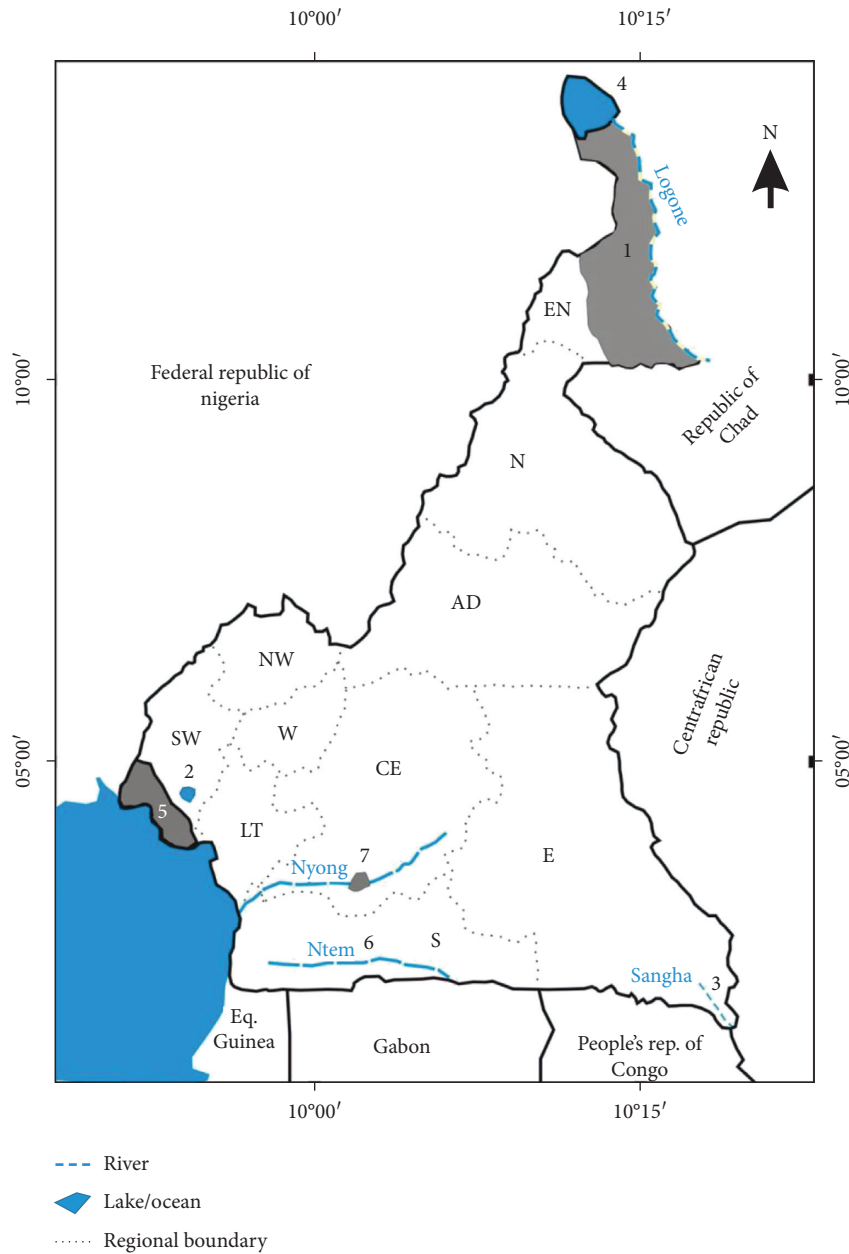 10°00′ 10°15′
4
N
Logone
1
EN
10°00′
10°00′
Federal republic of
nigeria
Republic of
Chad
N
AD
NW
Centrafrican
republic
SW
W
05°00′
05°00′
2
CE
5
LT
7
E
Nyong
6
S
Ntem
Sangha
3
Eq.
Guinea
Gabon
People's rep. of
Congo
10°00′ 10°15′
River
Lake/ocean
Regional boundary